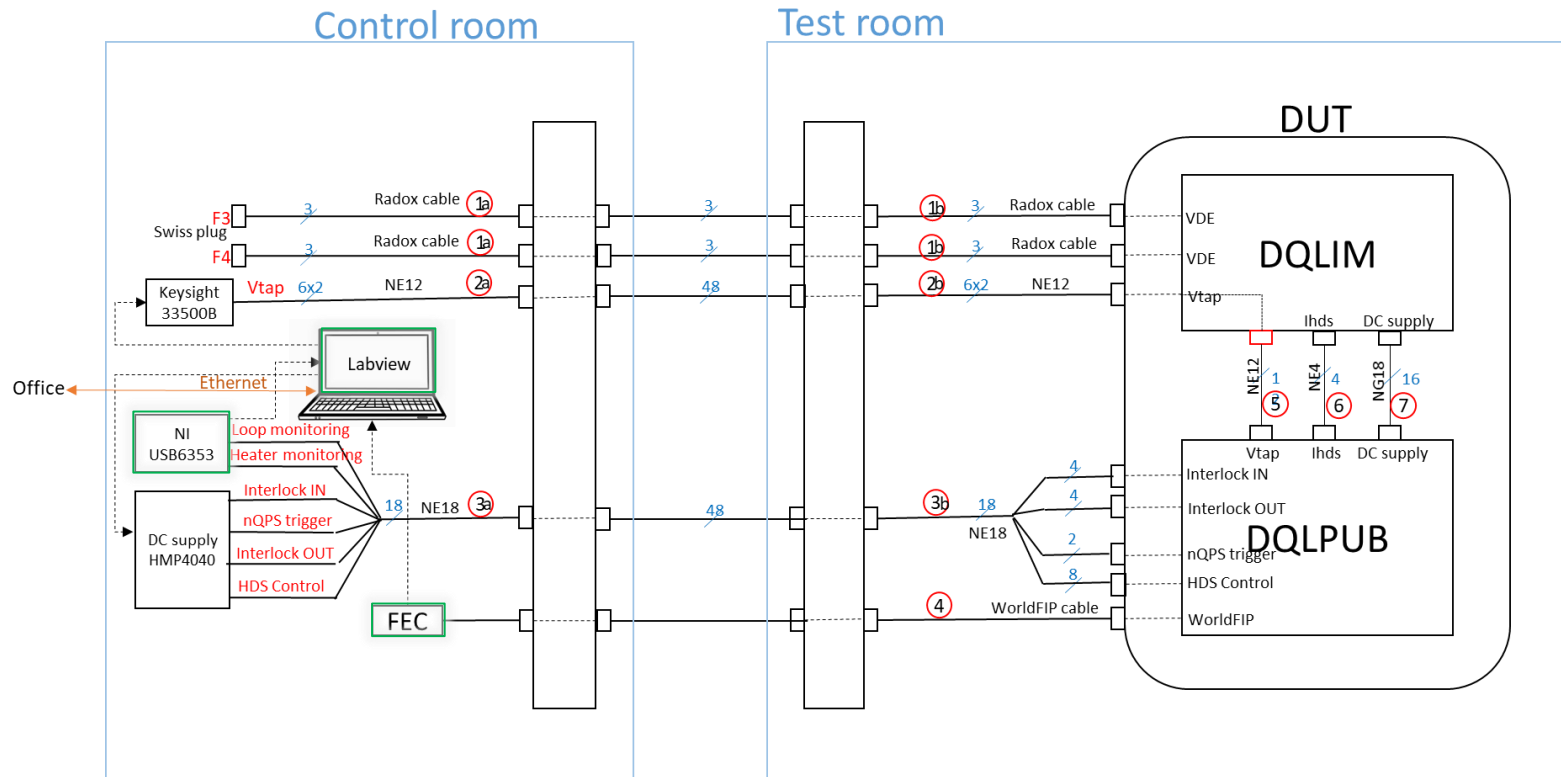 Control room
Test room
DUT
F3
3
Radox cable
1a
3
1b
3
Radox cable
VDE
Swiss plug
F4
3
Radox cable
1a
3
1b
3
Radox cable
VDE
DQLIM
Keysight
33500B
Vtap
6x2
NE12
2a
48
2b
6x2
NE12
Vtap
Ihds
DC supply
Labview
Office
Ethernet
NE12
1
2
5
NE4
4
6
NG18
16
7
NI
USB6353
Loop monitoring
Heater monitoring
Vtap
Ihds
DC supply
DC supply
HMP4040
Interlock IN
nQPS trigger
Interlock OUT
HDS Control
18
NE18
3a
48
3b
18
NE18
4
Interlock IN
4
Interlock OUT
DQLPUB
2
nQPS trigger
8
HDS Control
FEC
4
WorldFIP cable
WorldFIP